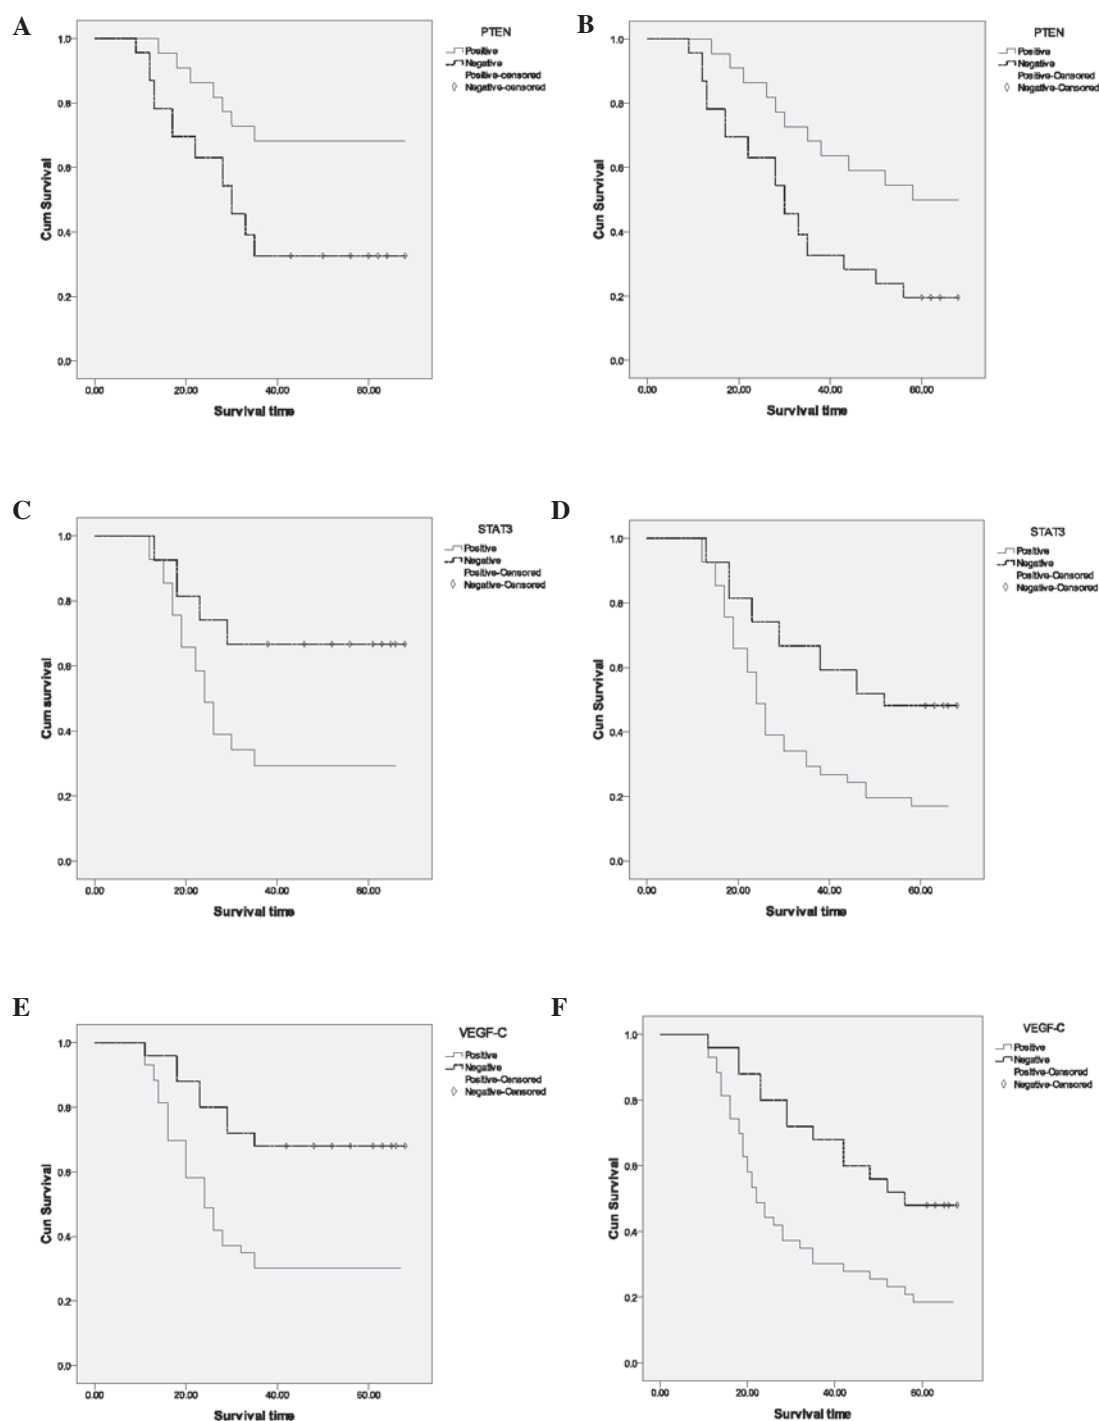 A
PTEN
Positive
Negative
Positive-censored
Negative-censored
1.0
0.8
0.6
0.4
0.2
0.0
Cum Survival
0.00 20.00 40.00 60.00
Survival time
B
PTEN
Positive
Negative
Positive-Censored
Negative-Censored
1.0
0.8
0.6
0.4
0.2
0.0
Cun Survival
0.00 20.00 40.00 60.00
Survival time
C
STAT3
Positive
Negative
Positive-Censored
Negative-Censored
1.0
0.8
0.6
0.4
0.2
0.0
Cum survival
0.00 20.00 40.00 60.00
Survival time
D
STAT3
Positive
Negative
Positive-Censored
Negative-Censored
1.0
0.8
0.6
0.4
0.2
0.0
Cun Survival
0.00 20.00 40.00 60.00
Survival time
E
VEGF-C
Positive
Negative
Positive-Censored
Negative-Censored
1.0
0.8
0.6
0.4
0.2
0.0
Cun Survival
0.00 20.00 40.00 60.00
Survival time
F
VEGF-C
Positive
Negative
Positive-Censored
Negative-Censored
1.0
0.8
0.6
0.4
0.2
0.0
Cun Survival
0.00 20.00 40.00 60.00
Survival time